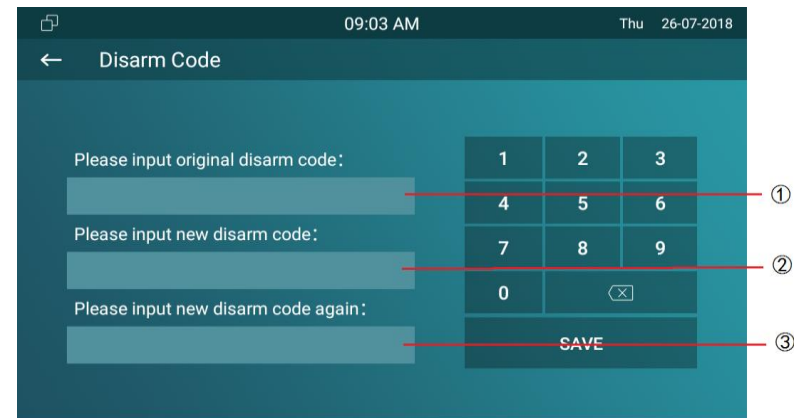 09:03 AM Thu 26-07-2018
← Disarm Code
Please input original disarm code:
1 2 3
①
4 5 6
Please input new disarm code:
7 8 9
②
0
Please input new disarm code again:
SAVE
③